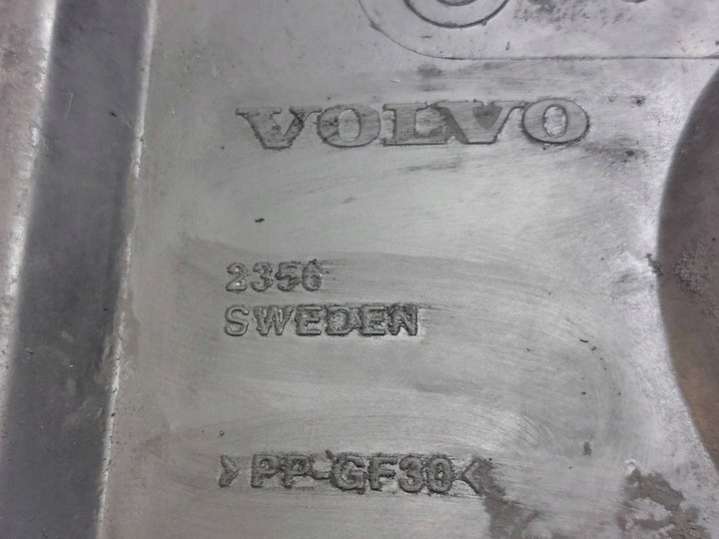 VOLVO
2356
SWEDEN
>PP-GF30<